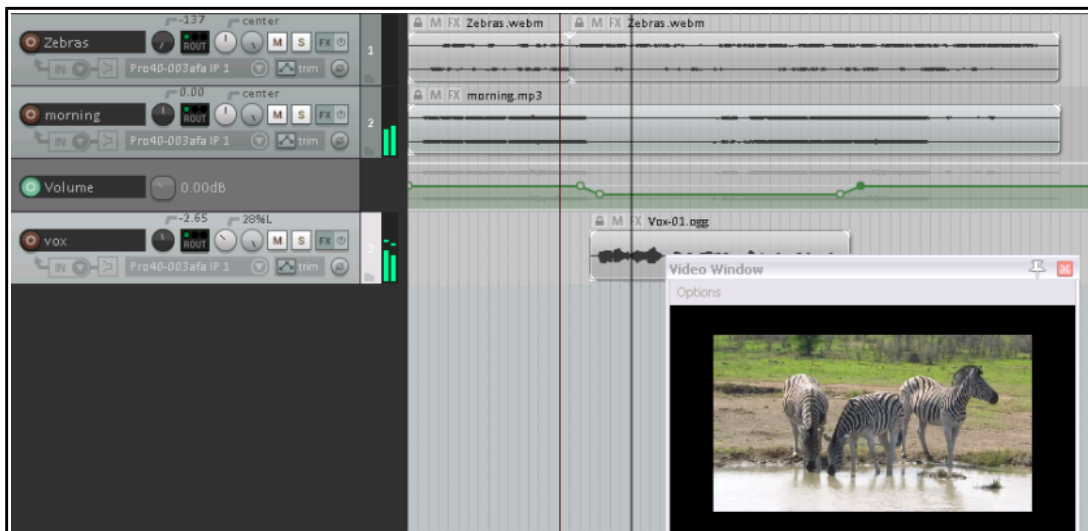 -137 center
Zebras ROUT M S FX 1
IN Pro40-003afa IP 1 trim
M FX Zebras.webm M FX Zebras.webm
0.00 center
morning ROUT M S FX 2
IN Pro40-003afa IP 1 trim
M FX morning.mp3
Volume 0.00dB
-2.65 28%L
vox ROUT M S FX 3
IN Pro40-003afa IP 1 trim
M FX Vox-01.ogg
Video Window
Options